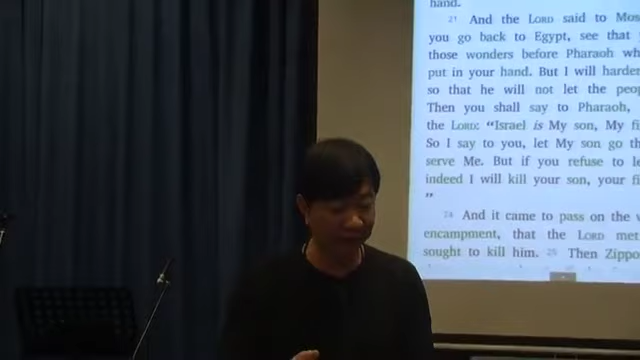 hand.
21 And the LORD said to Mos
you go back to Egypt, see that
those wonders before Pharaoh wh
put in your hand. But I will harden
so that he will not let the peop
Then you shall say to Pharaoh,
the LORD: “Israel is My son, My fi
So I say to you, let My son go th
serve Me. But if you refuse to le
indeed I will kill your son, your fi
”
24 And it came to pass on the w
encampment, that the LORD met
sought to kill him. 25 Then Zippo